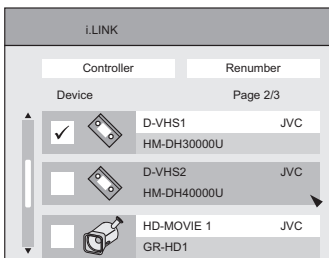 i.LINK
Controller Renumber
Device Page 2/3
D-VHS1 JVC
HM-DH30000U
D-VHS2 JVC
HM-DH40000U
HD-MOVIE 1 JVC
GR-HD1